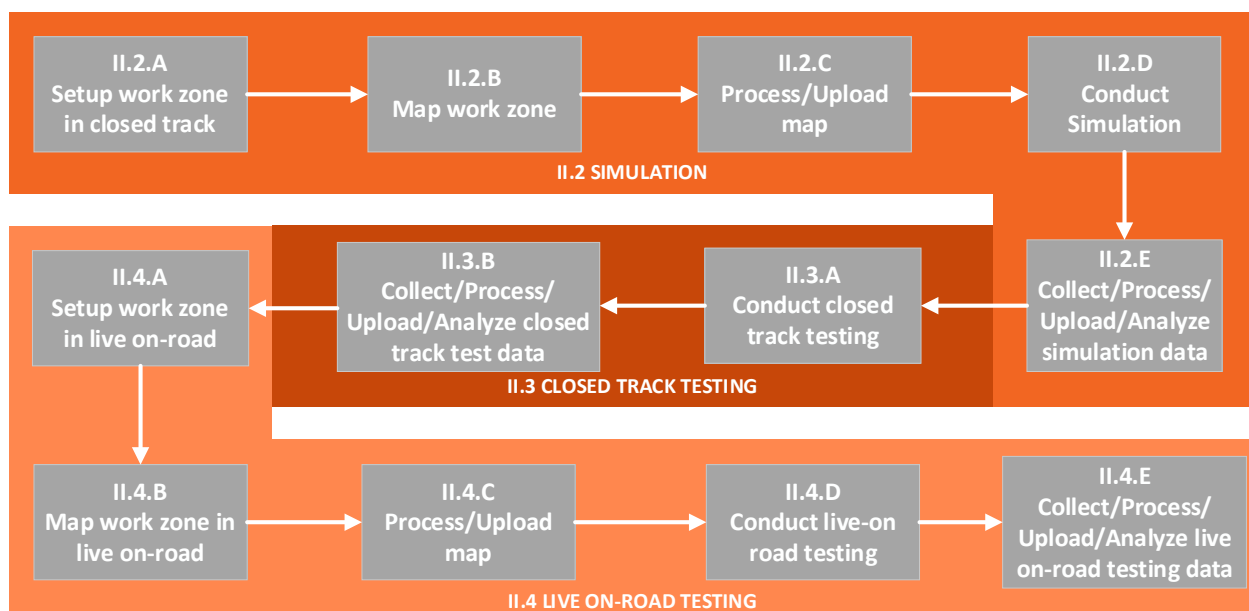 II.2.A
Setup work zone
in closed track
II.2.B
Map work zone
II.2.C
Process/Upload
map
II.2.D
Conduct
Simulation
II.2 SIMULATION
II.2.E
Collect/Process/
Upload/Analyze
simulation data
II.3.A
Conduct closed
track testing
II.3.B
Collect/Process/
Upload/Analyze closed
track test data
II.3 CLOSED TRACK TESTING
II.4.A
Setup work zone
in live on-road
II.4.B
Map work zone in
live on-road
II.4.C
Process/Upload
map
II.4.D
Conduct live-on
road testing
II.4.E
Collect/Process/
Upload/Analyze live
on-road testing data
II.4 LIVE ON-ROAD TESTING